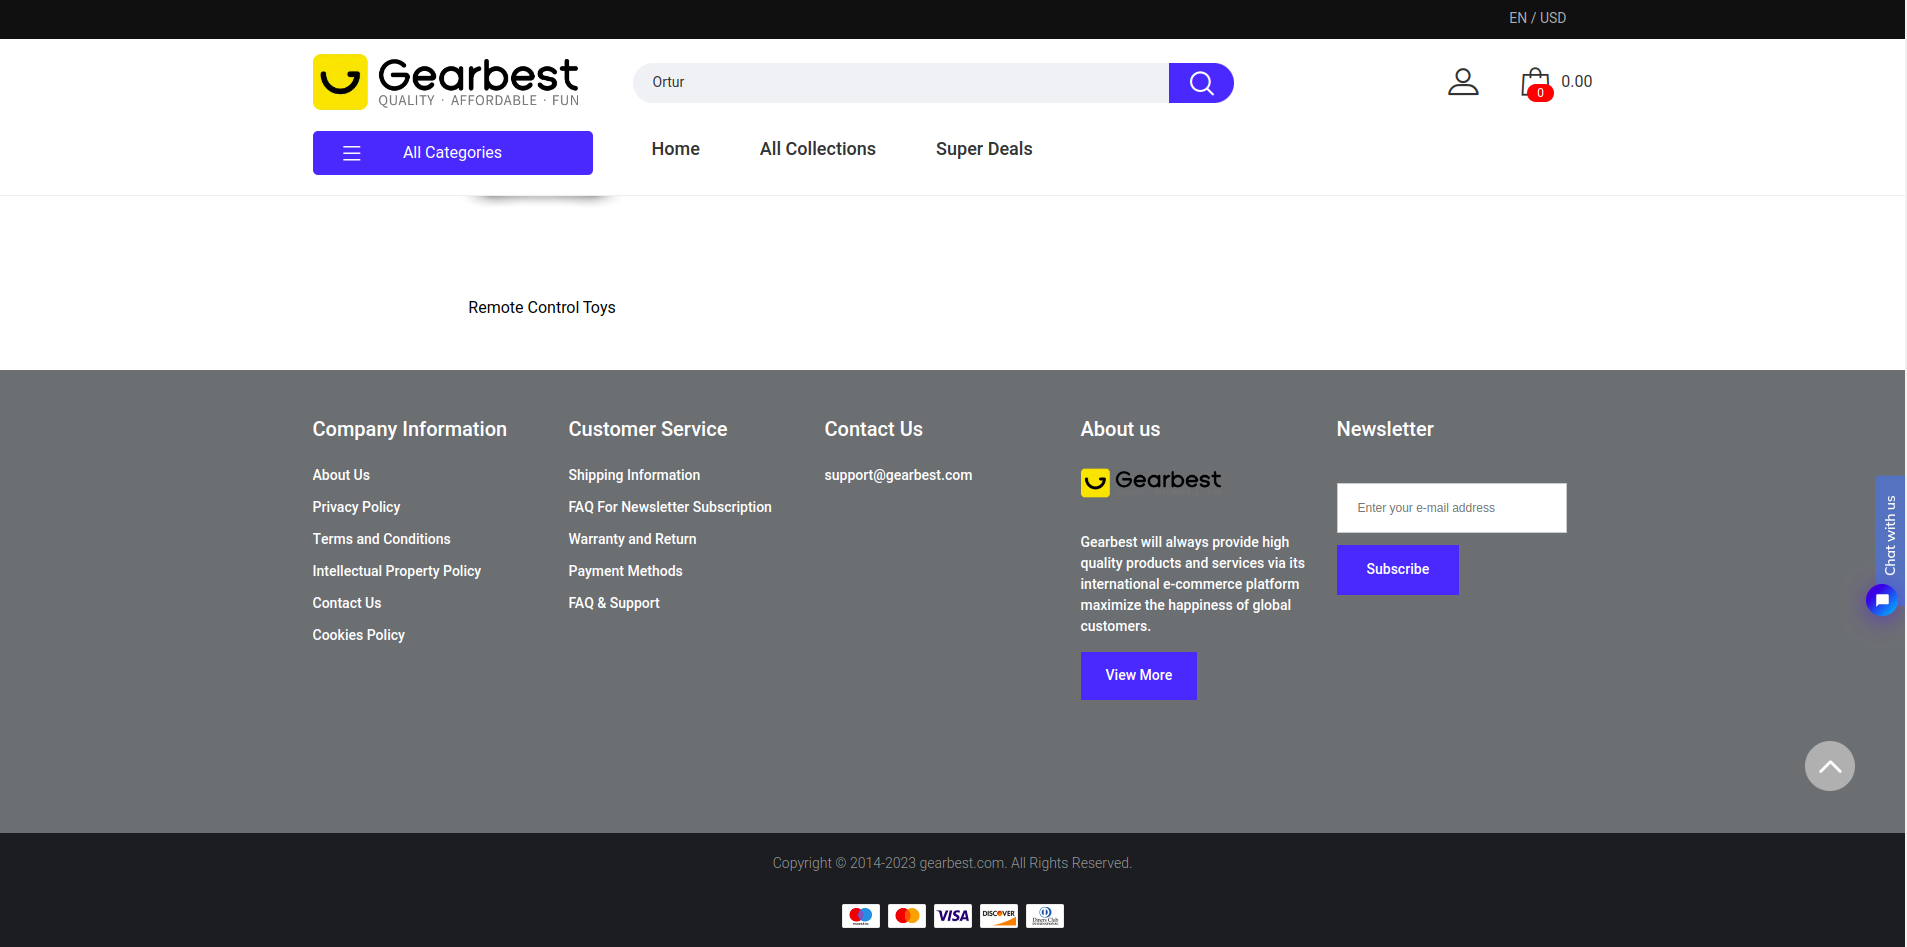 EN / USD
Gearbest
QUALITY · AFFORDABLE · FUN
Ortur
0
0.00
All Categories
Home
All Collections
Super Deals
Remote Control Toys
Company Information
About Us
Privacy Policy
Terms and Conditions
Intellectual Property Policy
Contact Us
Cookies Policy
Customer Service
Shipping Information
FAQ For Newsletter Subscription
Warranty and Return
Payment Methods
FAQ & Support
Contact Us
support@gearbest.com
About us
Gearbest
Gearbest will always provide high
quality products and services via its
international e-commerce platform
maximize the happiness of global
customers.
View More
Newsletter
Enter your e-mail address
Subscribe
Chat with us
Copyright © 2014-2023 gearbest.com. All Rights Reserved.
VISA
DISCOVER
Diners Club